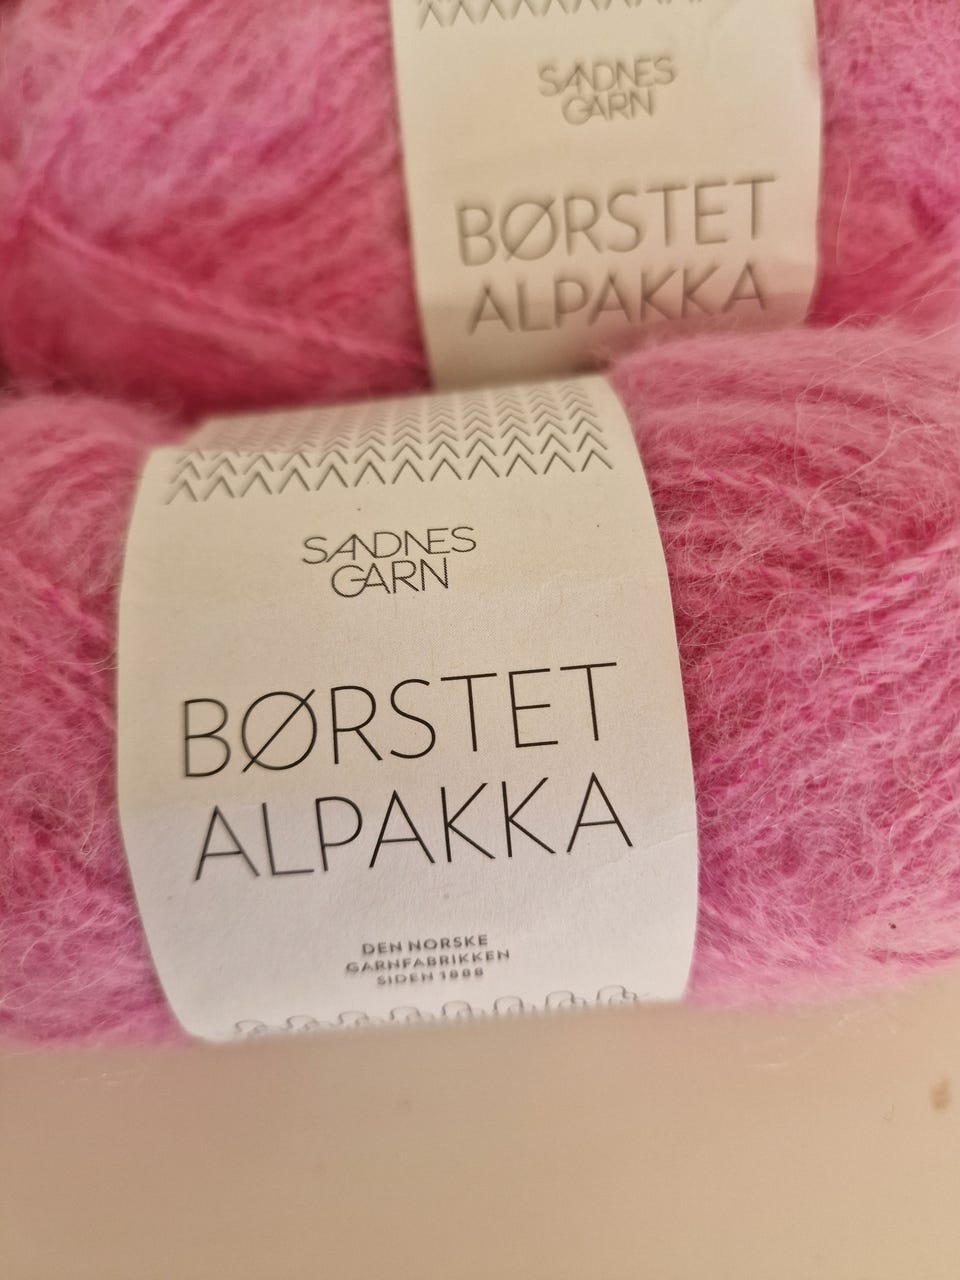 SANDNES
GARN
BØRSTET
ALPAKKA
SANDNES
GARN
BØRSTET
ALPAKKA
DEN NORSKE
GARNFABRIKKEN
SIDEN 1888